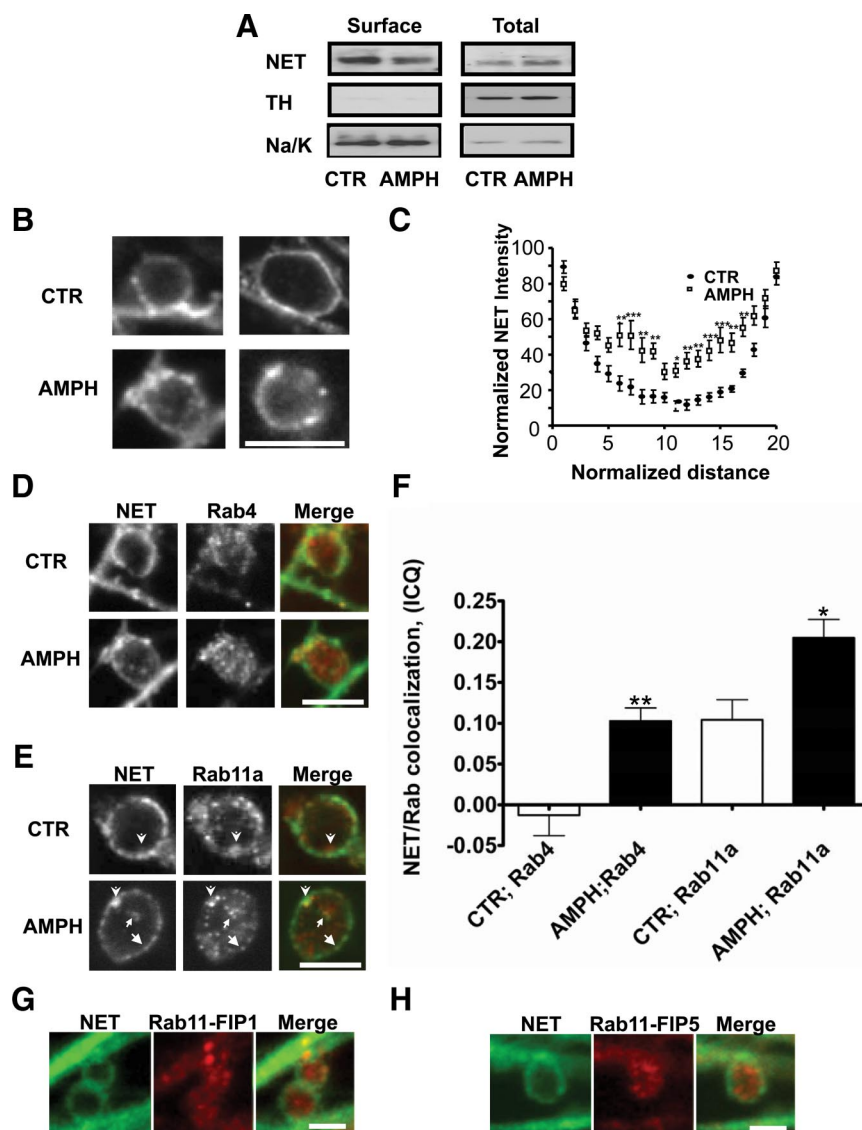 A
Surface Total
NET
TH
Na/K
CTR AMPH CTR AMPH
B
CTR
AMPH
C
Normalized NET Intensity
100
80
60
40
20
0
0 5 10 15 20
Normalized distance
CTR
AMPH
** *** ** ** * ** ** *** *** ** **
D
NET Rab4 Merge
CTR
AMPH
E
NET Rab11a Merge
CTR
AMPH
F
NET/Rab colocalization, (ICQ)
0.25
0.20
0.15
0.10
0.05
0.00
-0.05
** *
CTR; Rab4
AMPH;Rab4
CTR; Rab11a
AMPH; Rab11a
G
NET Rab11-FIP1 Merge
H
NET Rab11-FIP5 Merge